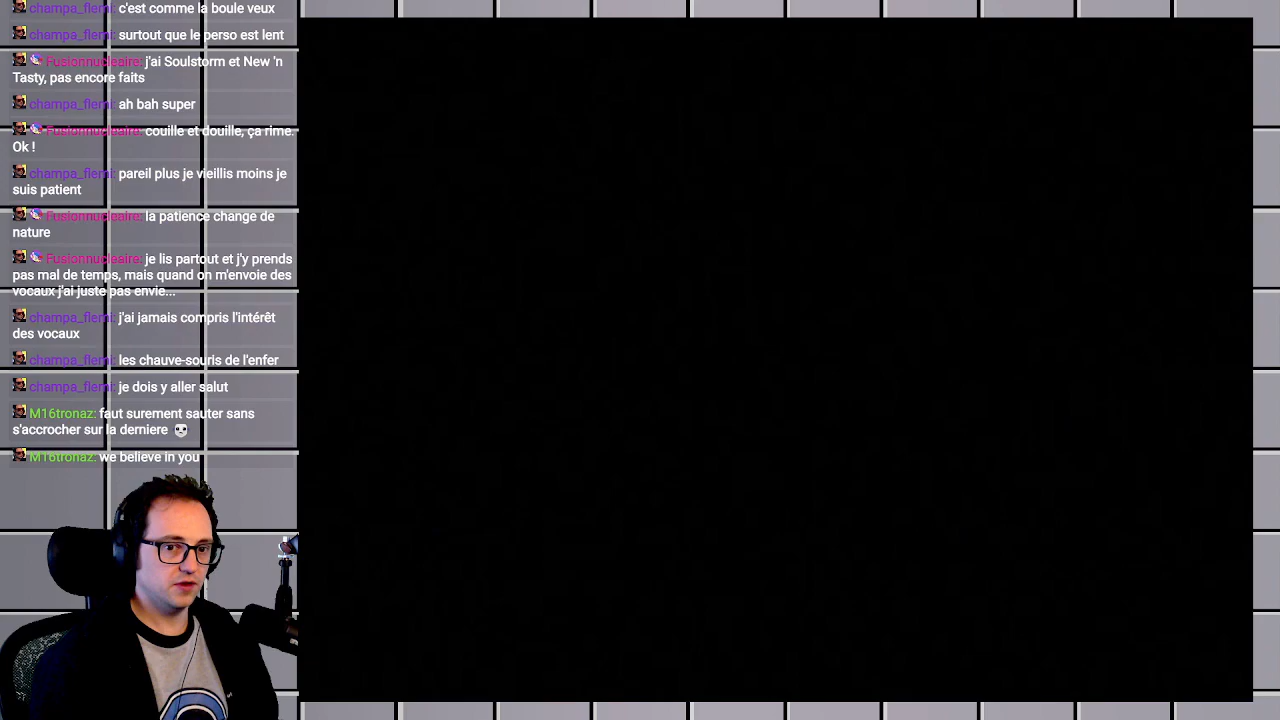 champa_flemi: c'est comme la boule veux
champa_flemi: surtout que le perso est lent
Fusionnucleaire: j'ai Soulstorm et New 'n
Tasty, pas encore faits
champa_flemi: ah bah super
Fusionnucleaire: couille et douille, ça rime.
Ok !
champa_flemi: pareil plus je vieillis moins je
suis patient
Fusionnucleaire: la patience change de
nature
Fusionnucleaire: je lis partout et j'y prends
pas mal de temps, mais quand on m'envoie des
vocaux j'ai juste pas envie...
champa_flemi: j'ai jamais compris l'intérêt
des vocaux
champa_flemi: les chauve-souris de l'enfer
champa_flemi: je dois y aller salut
M16tronaz: faut surement sauter sans
s'accrocher sur la derniere
M16tronaz: we believe in you